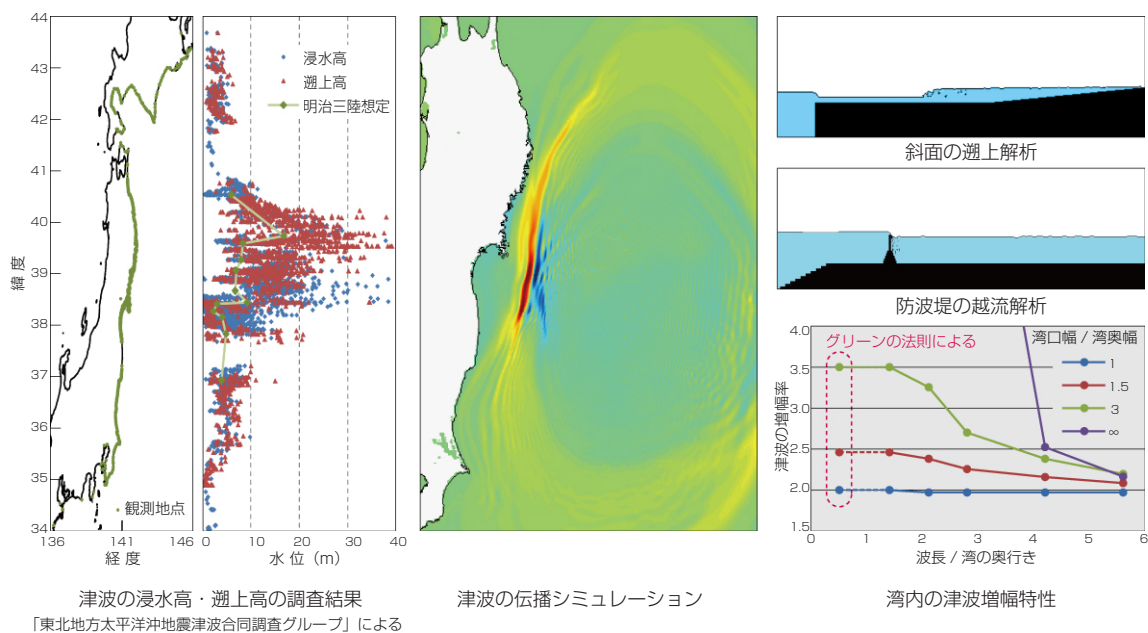 44
43
42
41
40
39
38
37
36
35
34
緯度
136
141
146
経度
観測地点
浸水高
遡上高
明治三陸想定
0
10
20
30
40
水位（m）
津波の浸水高・遡上高の調査結果
「東北地方太平洋沖地震津波合同調査グループ」による
津波の伝播シミュレーション
斜面の遡上解析
防波堤の越流解析
4.0
3.5
3.0
2.5
2.0
1.5
津波の増幅率
グリーンの法則による
湾口幅 / 湾奥幅
1
1.5
3
∞
0
1
2
3
4
5
6
波長 / 湾の奥行き
湾内の津波増幅特性